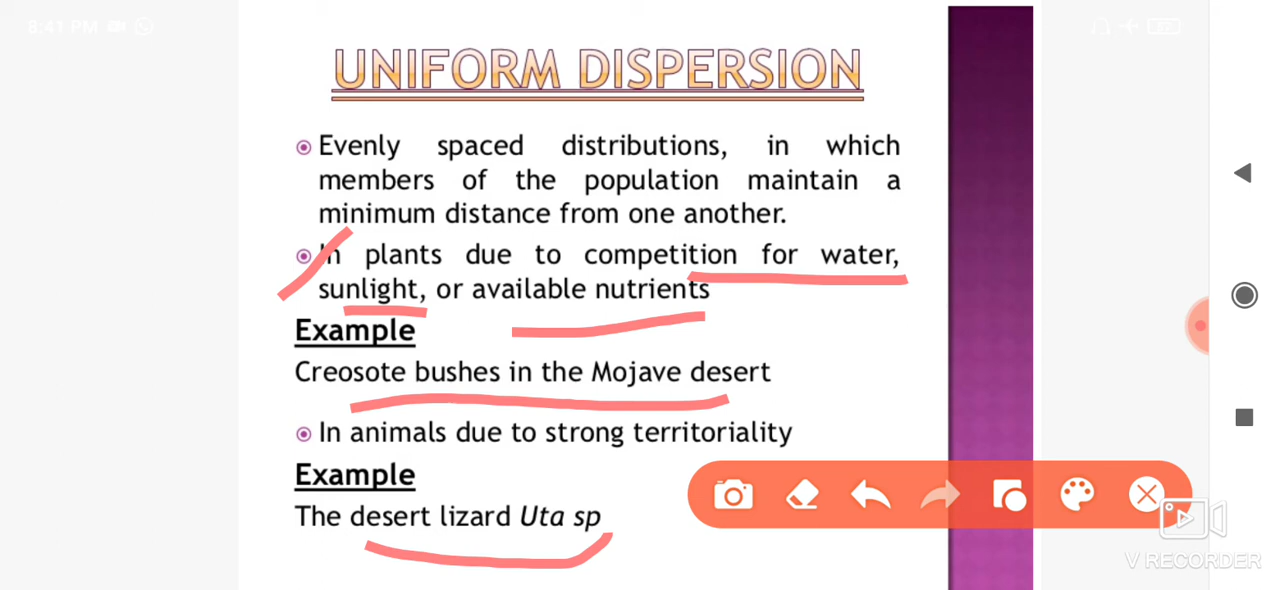 8:41 PM
UNIFORM DISPERSION
Evenly spaced distributions, in which
members of the population maintain a
minimum distance from one another.
In plants due to competition for water,
sunlight, or available nutrients
Example
Creosote bushes in the Mojave desert
In animals due to strong territoriality
Example
The desert lizard Uta sp
V RECORDER